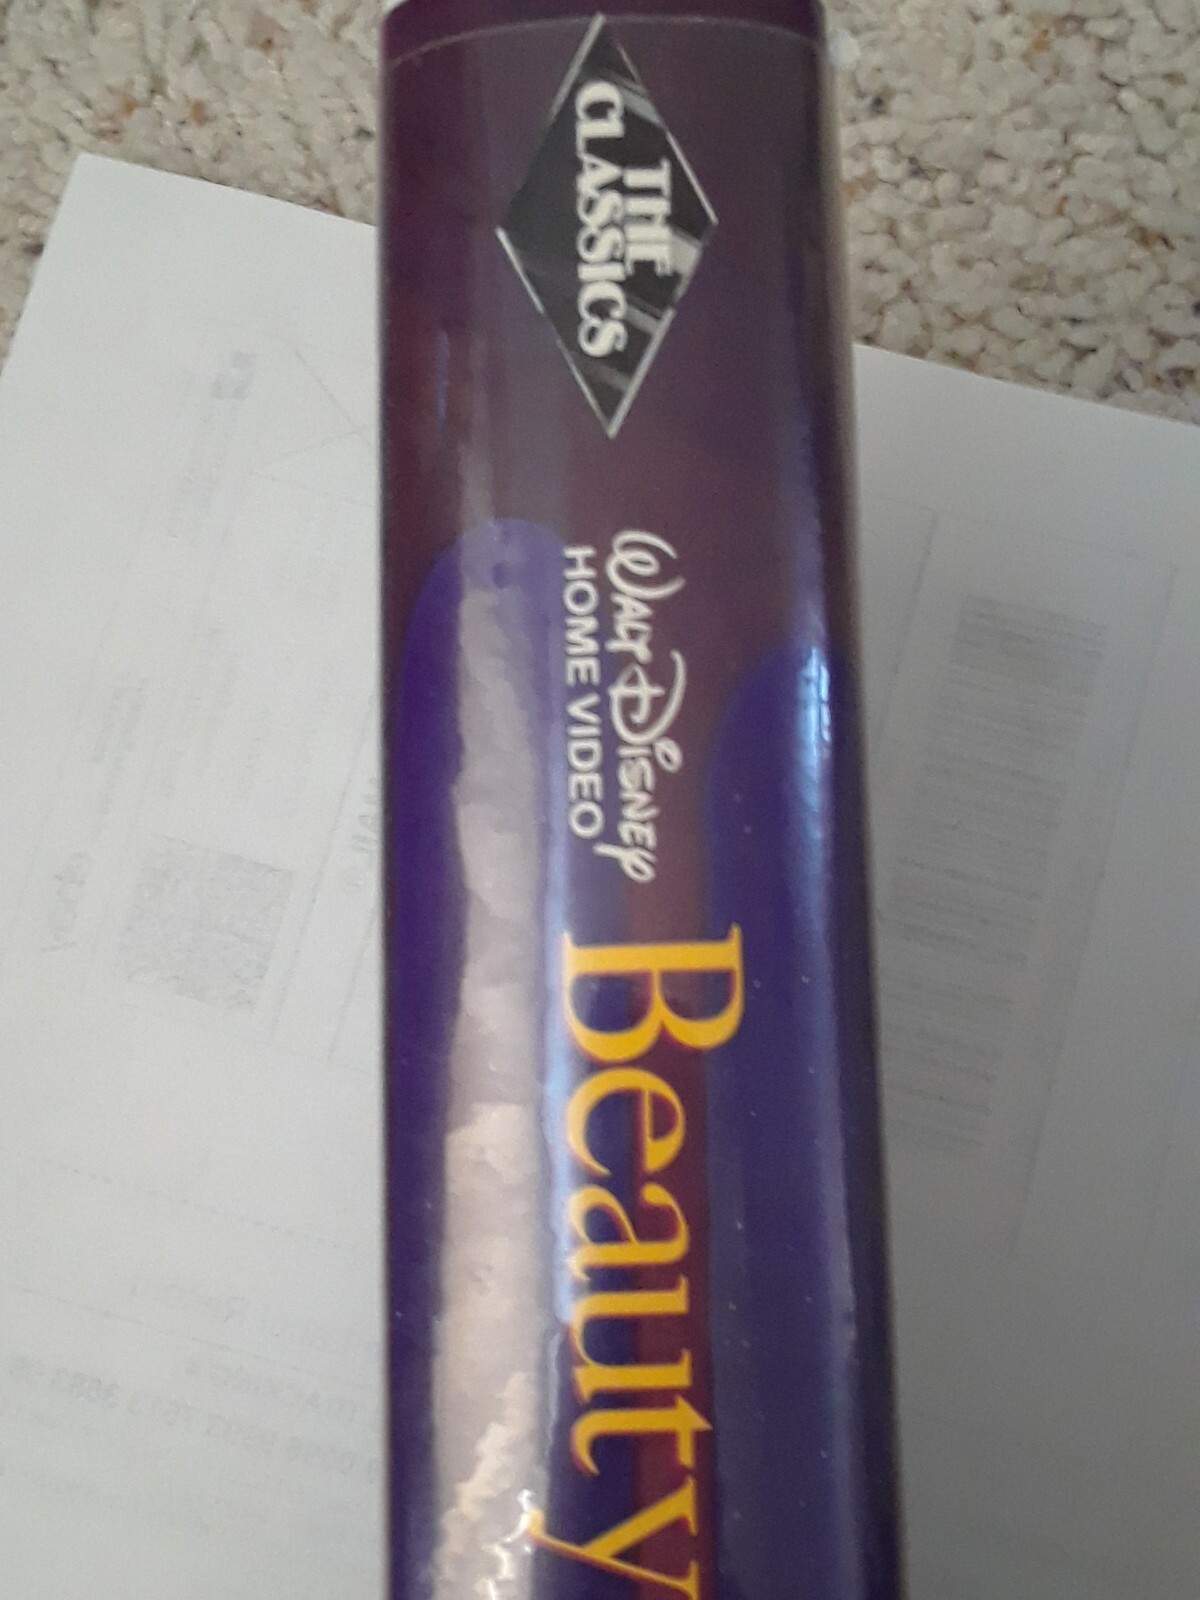 THE
CLASSICS
WALT DISNEY
HOME VIDEO
Beauty